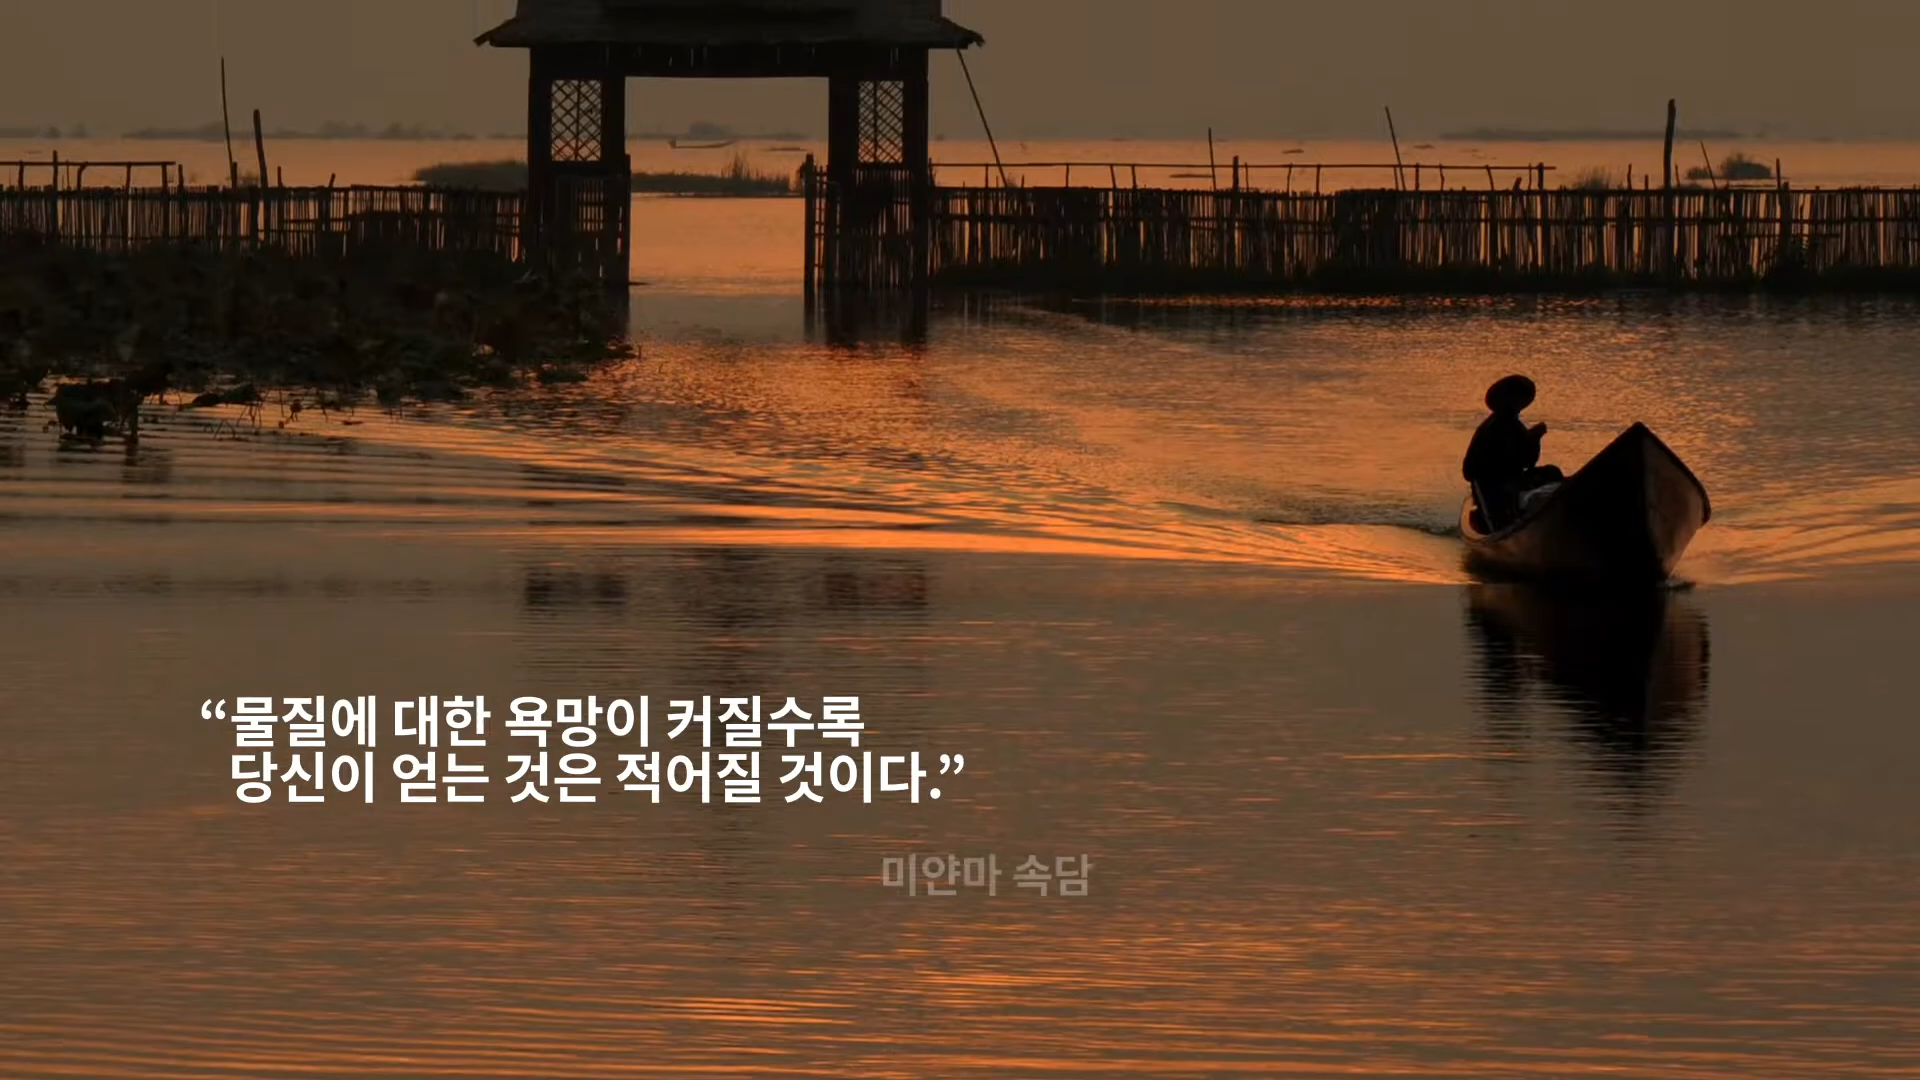 “물질에 대한 욕망이 커질수록
당신이 얻는 것은 적어질 것이다.”
미얀마 속담